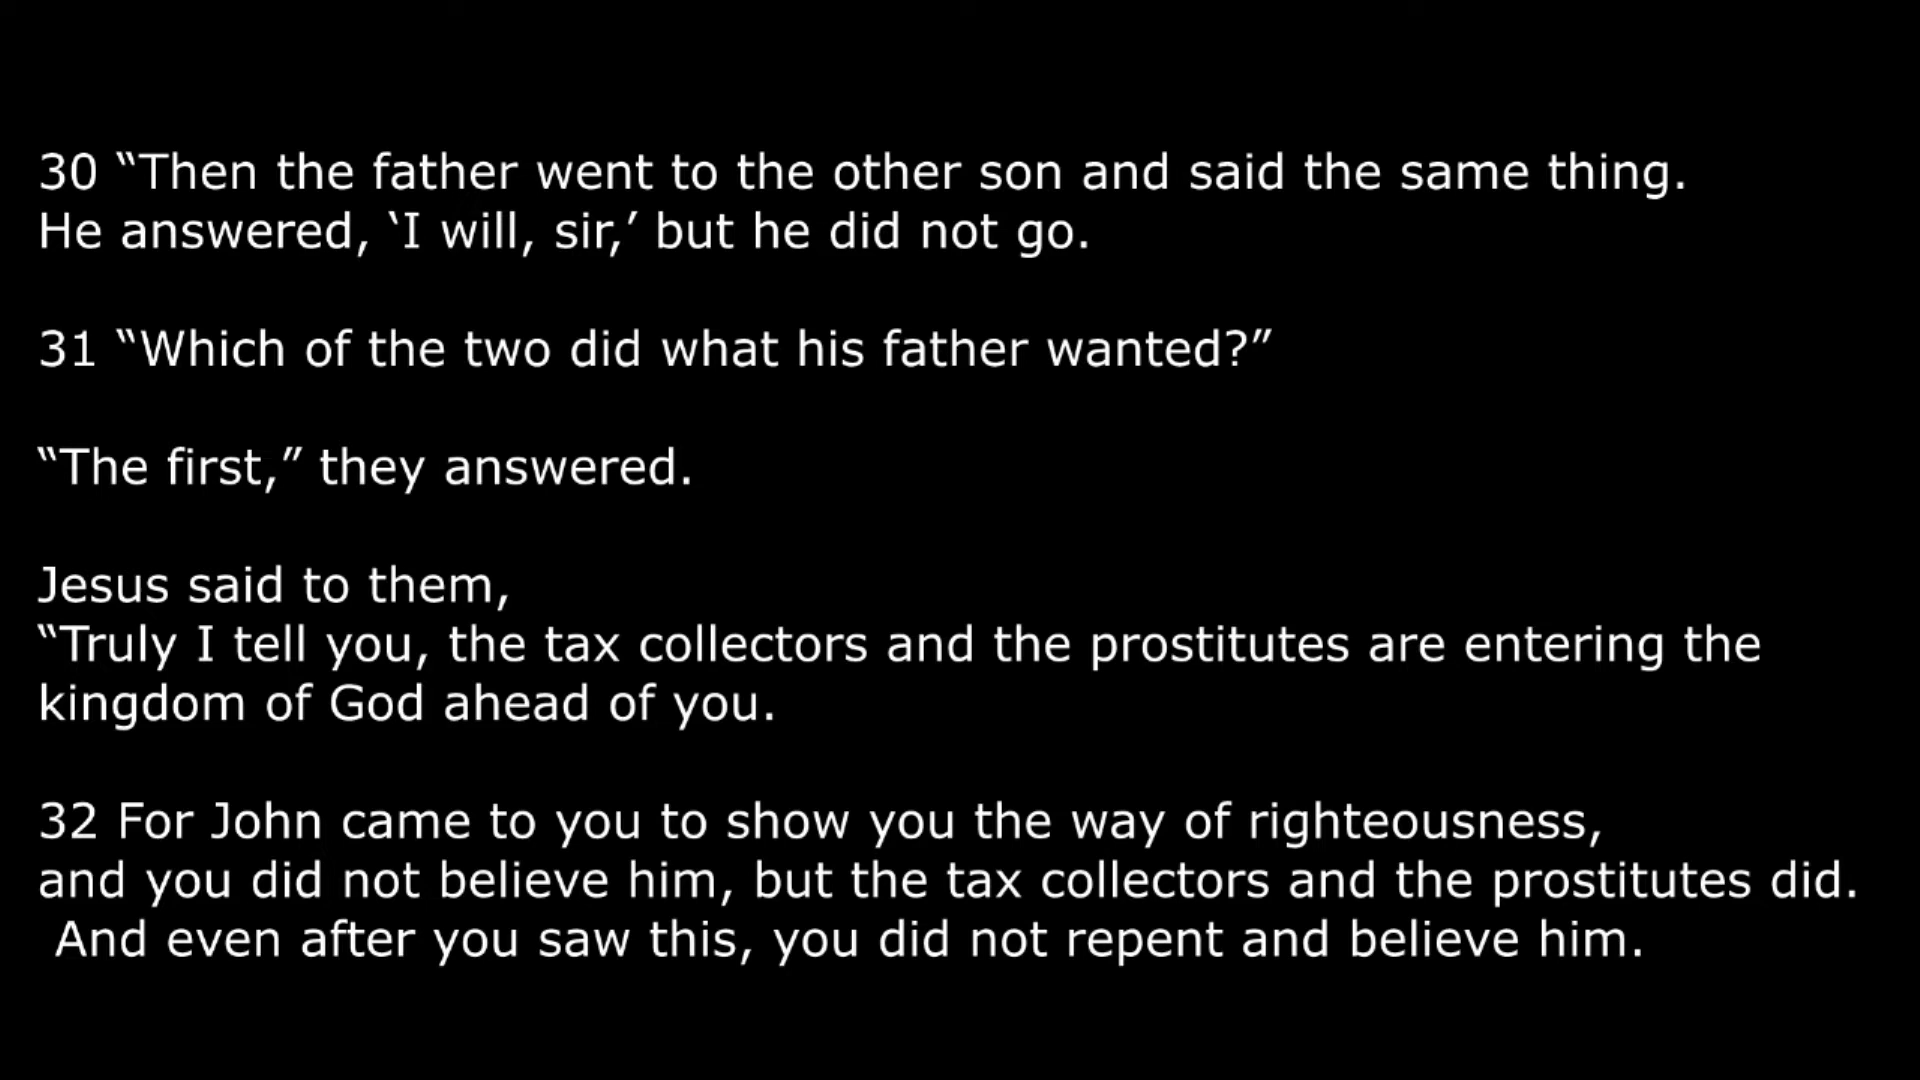 30 “Then the father went to the other son and said the same thing.
He answered, ‘I will, sir,’ but he did not go.
31 “Which of the two did what his father wanted?”
“The first,” they answered.
Jesus said to them,
“Truly I tell you, the tax collectors and the prostitutes are entering the
kingdom of God ahead of you.
32 For John came to you to show you the way of righteousness,
and you did not believe him, but the tax collectors and the prostitutes did.
And even after you saw this, you did not repent and believe him.